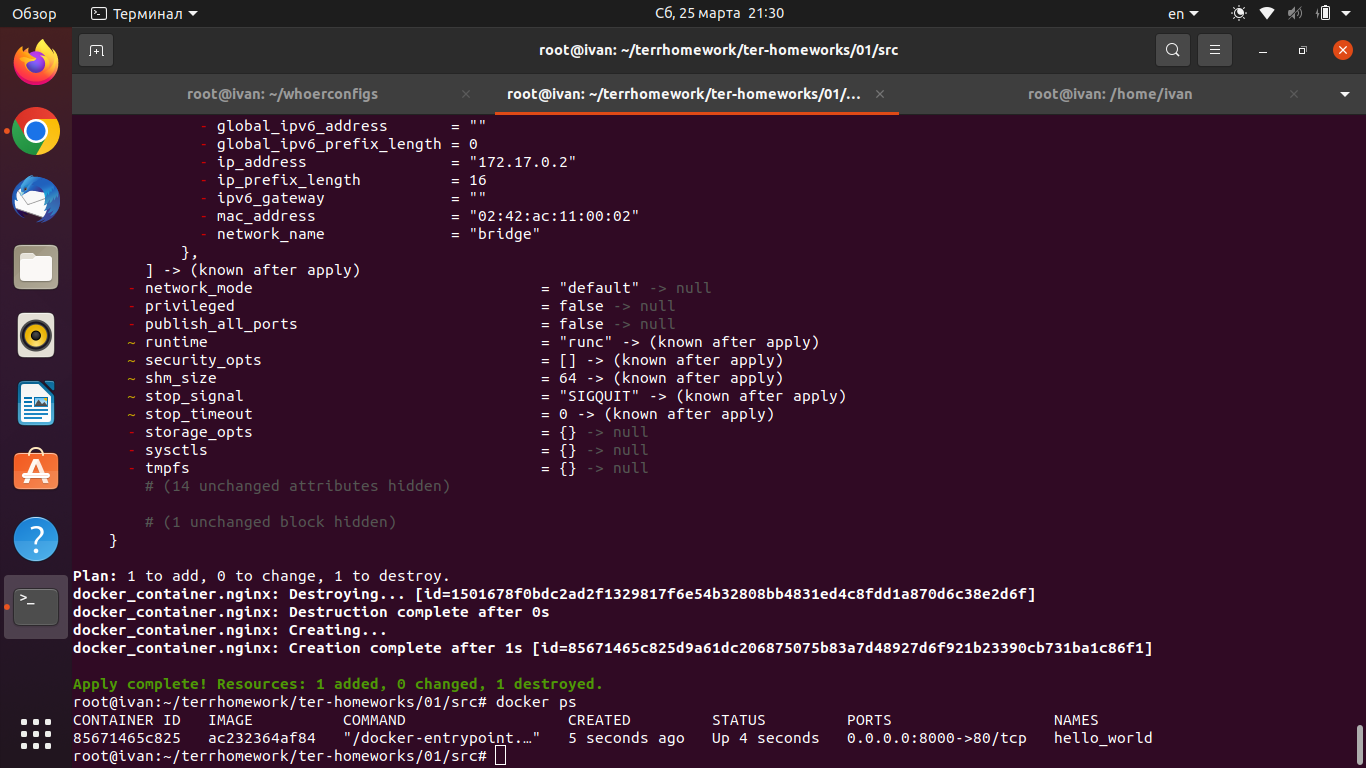 Обзор Терминал Сб, 25 марта 21:30 en
root@ivan: ~/terrhomework/ter-homeworks/01/src
root@ivan: ~/whoerconfigs root@ivan: ~/terrhomework/ter-homeworks/01/... root@ivan: /home/ivan
- global_ipv6_address = ""
- global_ipv6_prefix_length = 0
- ip_address = "172.17.0.2"
- ip_prefix_length = 16
- ipv6_gateway = ""
- mac_address = "02:42:ac:11:00:02"
- network_name = "bridge"
},
] -> (known after apply)
- network_mode = "default" -> null
- privileged = false -> null
- publish_all_ports = false -> null
~ runtime = "runc" -> (known after apply)
~ security_opts = [] -> (known after apply)
~ shm_size = 64 -> (known after apply)
~ stop_signal = "SIGQUIT" -> (known after apply)
~ stop_timeout = 0 -> (known after apply)
- storage_opts = {} -> null
- sysctls = {} -> null
- tmpfs = {} -> null
# (14 unchanged attributes hidden)
# (1 unchanged block hidden)
}
Plan: 1 to add, 0 to change, 1 to destroy.
docker_container.nginx: Destroying... [id=1501678f0bdc2ad2f1329817f6e54b32808bb4831ed4c8fdd1a870d6c38e2d6f]
docker_container.nginx: Destruction complete after 0s
docker_container.nginx: Creating...
docker_container.nginx: Creation complete after 1s [id=85671465c825d9a61dc206875075b83a7d48927d6f921b23390cb731ba1c86f1]
Apply complete! Resources: 1 added, 0 changed, 1 destroyed.
root@ivan:~/terrhomework/ter-homeworks/01/src# docker ps
CONTAINER ID IMAGE COMMAND CREATED STATUS PORTS NAMES
85671465c825 ac232364af84 "/docker-entrypoint.…" 5 seconds ago Up 4 seconds 0.0.0.0:8000->80/tcp hello_world
root@ivan:~/terrhomework/ter-homeworks/01/src#